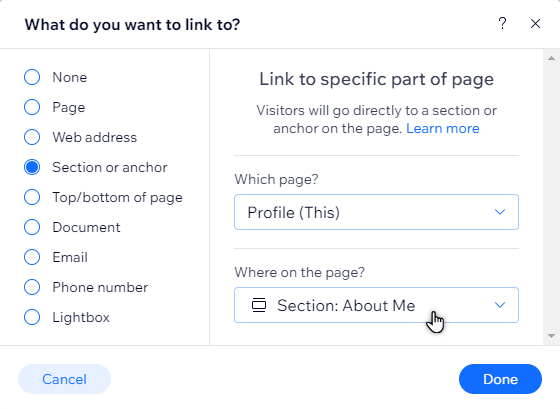 What do you want to link to?
?
None
Page
Web address
Section or anchor
Top/bottom of page
Document
Email
Phone number
Lightbox
Link to specific part of page
Visitors will go directly to a section or
anchor on the page. Learn more
Which page?
Profile (This)
Where on the page?
Section: About Me
Cancel
Done